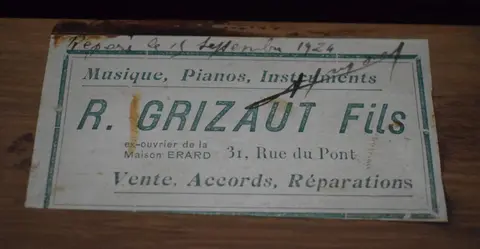 Réparé le 15 Septembre 1924
Musique, Pianos, Instruments
R. GRIZAUT Fils
ex-ouvrier de la
Maison ERARD
31, Rue du Pont
Vente, Accords, Réparations